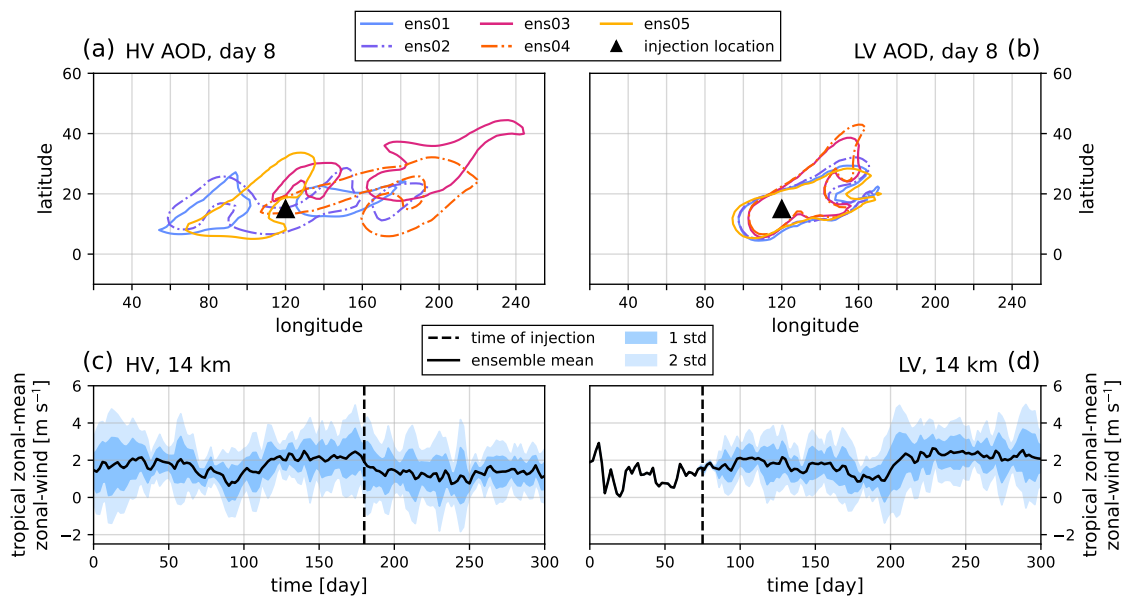 ens01 ens03 ens05
ens02 ens04 injection location
(a) HV AOD, day 8
LV AOD, day 8 (b)
60
40
20
0
latitude
40 80 120 160 200 240
longitude
60
40
20
0
latitude
40 80 120 160 200 240
longitude
time of injection 1 std
ensemble mean 2 std
(c) HV, 14 km
LV, 14 km (d)
tropical zonal-mean
zonal-wind [m s⁻¹]
6
4
2
0
−2
0 50 100 150 200 250 300
time [day]
6
4
2
0
−2
tropical zonal-mean
zonal-wind [m s⁻¹]
0 50 100 150 200 250 300
time [day]